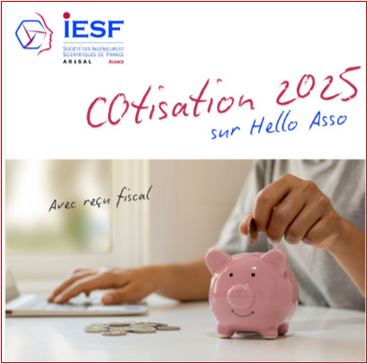 iESF
SOCIÉTÉ DES INGÉNIEURS ET
SCIENTIFIQUES DE FRANCE
ARISAL ALSACE
COtisation 2025
sur Hello Asso
Avec reçu fiscal